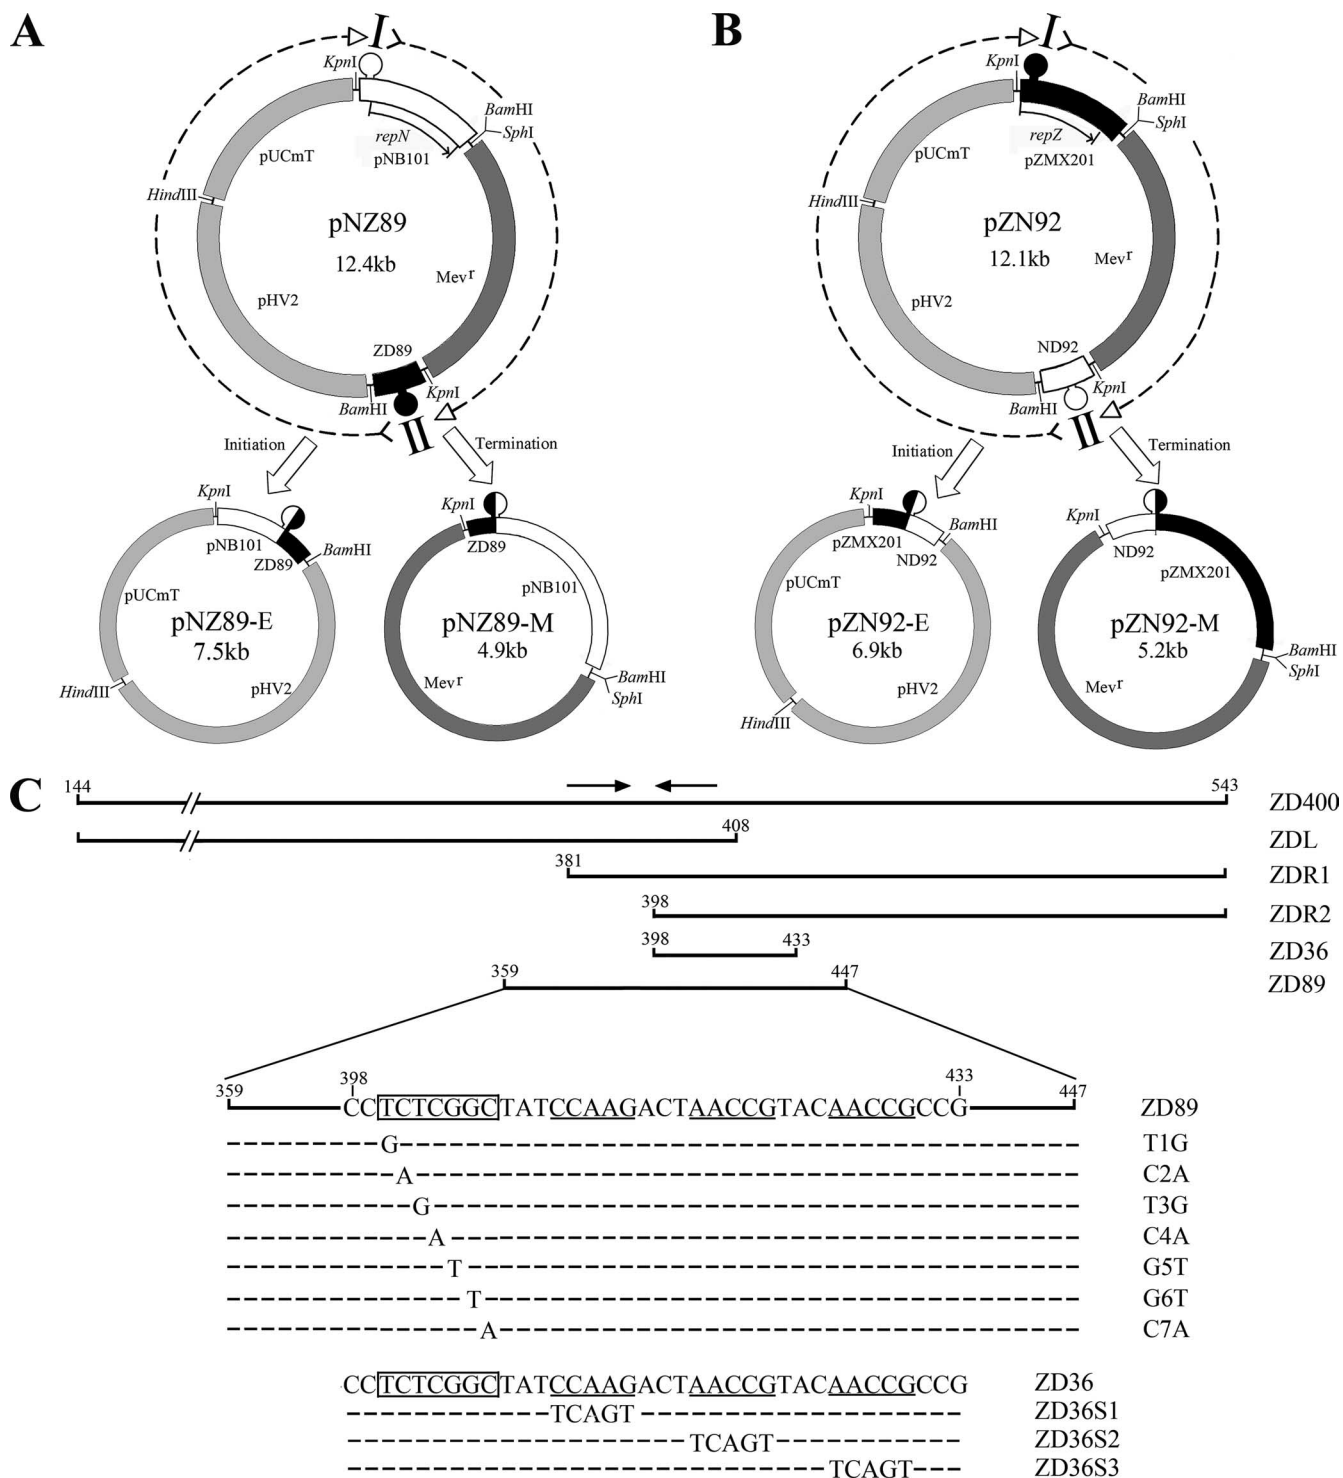 A
I
KpnI
BamHI
SphI
repN
pNB101
pUCmT
HindIII
pNZ89
12.4kb
Mev r
pHV2
ZD89
KpnI
BamHI
II
Initiation
Termination
KpnI
pNB101
ZD89
BamHI
pUCmT
pNZ89-E
7.5kb
HindIII
pHV2
KpnI
ZD89
pNB101
pNZ89-M
4.9kb
Mev r
BamHI
SphI
B
I
KpnI
BamHI
SphI
repZ
pZMX201
pUCmT
HindIII
pZN92
12.1kb
Mev r
pHV2
ND92
KpnI
BamHI
II
Initiation
Termination
KpnI
pZMX201
BamHI
ND92
pUCmT
pZN92-E
6.9kb
pHV2
HindIII
KpnI
ND92
pZMX201
pZN92-M
5.2kb
Mev r
BamHI
SphI
C
144 543 ZD400
408 ZDL
381 ZDR1
398 ZDR2
398 433 ZD36
359 447 ZD89
359 398 433 447
CCTCTCGGCTATCCAAGACTAACCGTACAACCGCCG ZD89
G T1G
A C2A
G T3G
A C4A
T G5T
T G6T
A C7A
CCTCTCGGCTATCCAAGACTAACCGTACAACCGCCG ZD36
TCAGT ZD36S1
TCAGT ZD36S2
TCAGT ZD36S3